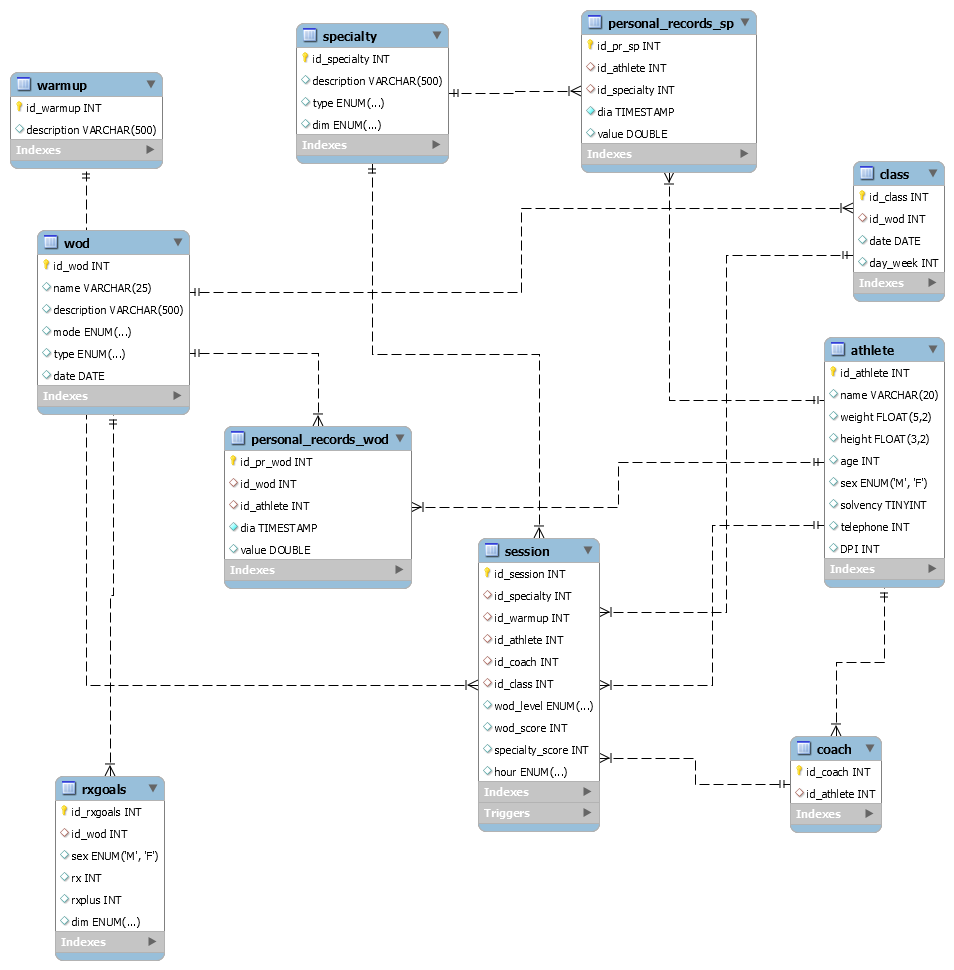 warmup
id_warmup INT
description VARCHAR(500)
Indexes
specialty
id_specialty INT
description VARCHAR(500)
type ENUM(...)
dim ENUM(...)
Indexes
personal_records_sp
id_pr_sp INT
id_athlete INT
id_specialty INT
dia TIMESTAMP
value DOUBLE
Indexes
class
id_class INT
id_wod INT
date DATE
day_week INT
Indexes
wod
id_wod INT
name VARCHAR(25)
description VARCHAR(500)
mode ENUM(...)
type ENUM(...)
date DATE
Indexes
athlete
id_athlete INT
name VARCHAR(20)
weight FLOAT(5,2)
height FLOAT(3,2)
age INT
sex ENUM('M', 'F')
solvency TINYINT
telephone INT
DPI INT
Indexes
personal_records_wod
id_pr_wod INT
id_wod INT
id_athlete INT
dia TIMESTAMP
value DOUBLE
Indexes
session
id_session INT
id_specialty INT
id_warmup INT
id_athlete INT
id_coach INT
id_class INT
wod_level ENUM(...)
wod_score INT
specialty_score INT
hour ENUM(...)
Indexes
Triggers
coach
id_coach INT
id_athlete INT
Indexes
rxgoals
id_rxgoals INT
id_wod INT
sex ENUM('M', 'F')
rx INT
rxplus INT
dim ENUM(...)
Indexes